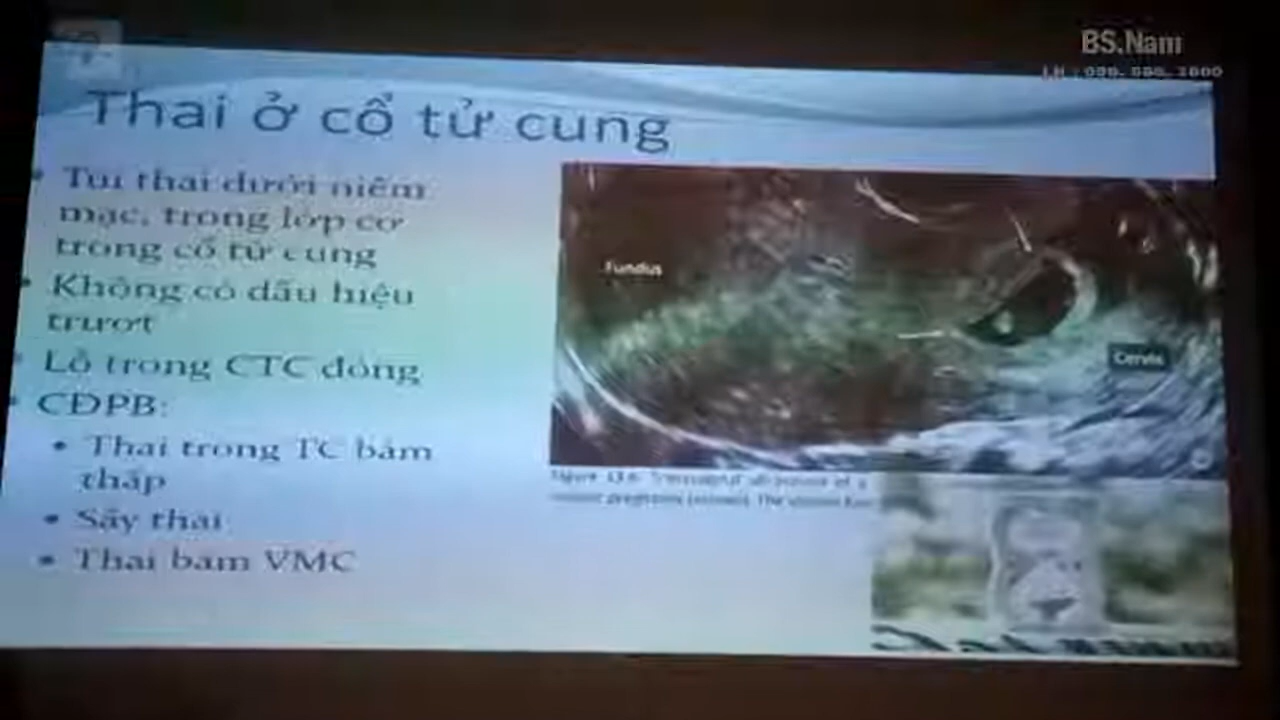 BS.Nam
Thai ở cổ tử cung
Túi thai dưới niêm
mạc, trong lớp cơ
trong cổ tử cung
Không có dấu hiệu
trượt
Lỗ trong CTC đóng
CĐPB:
Thai trong TC bám
thấp
Sẩy thai
Thai bám VMC
Fundus
Cervix